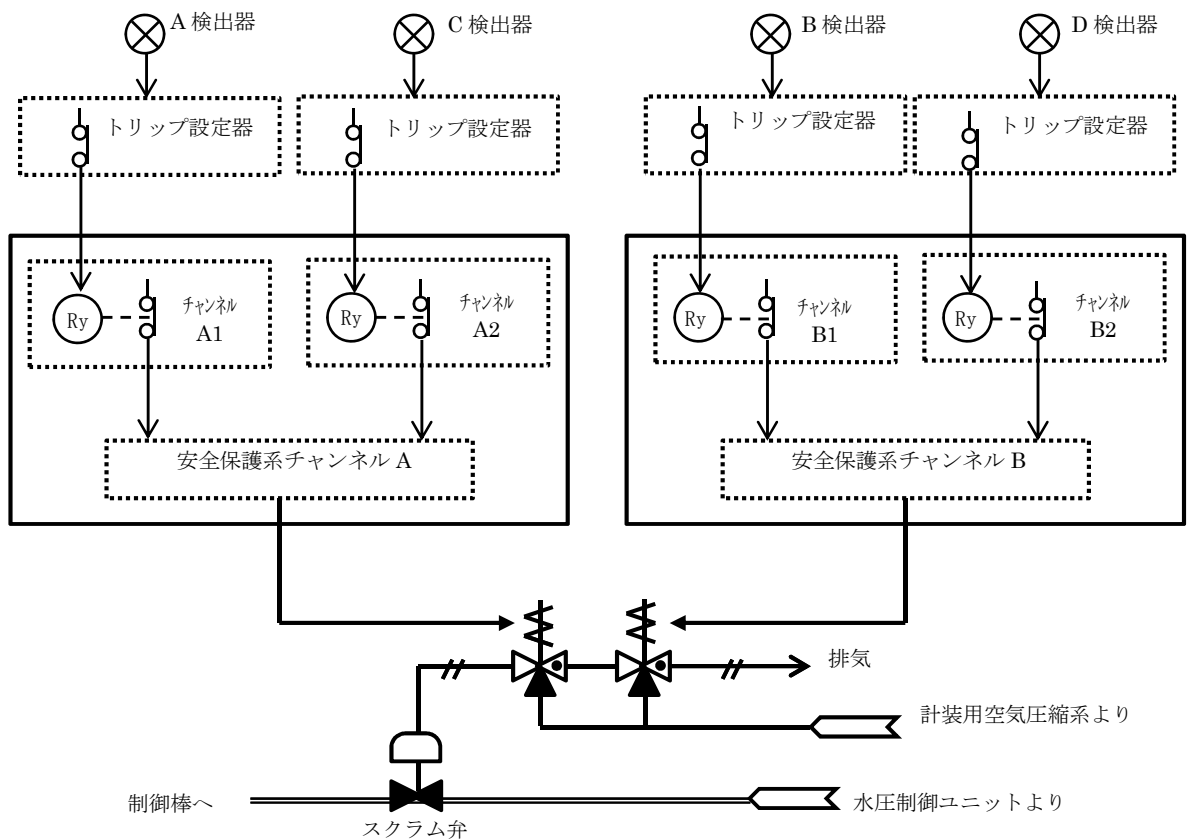 A 検出器
C 検出器
B 検出器
D 検出器
トリップ設定器
トリップ設定器
トリップ設定器
トリップ設定器
Ry
チャンネル
A1
Ry
チャンネル
A2
Ry
チャンネル
B1
Ry
チャンネル
B2
安全保護系チャンネル A
安全保護系チャンネル B
排気
計装用空気圧縮系より
制御棒へ
水圧制御ユニットより
スクラム弁